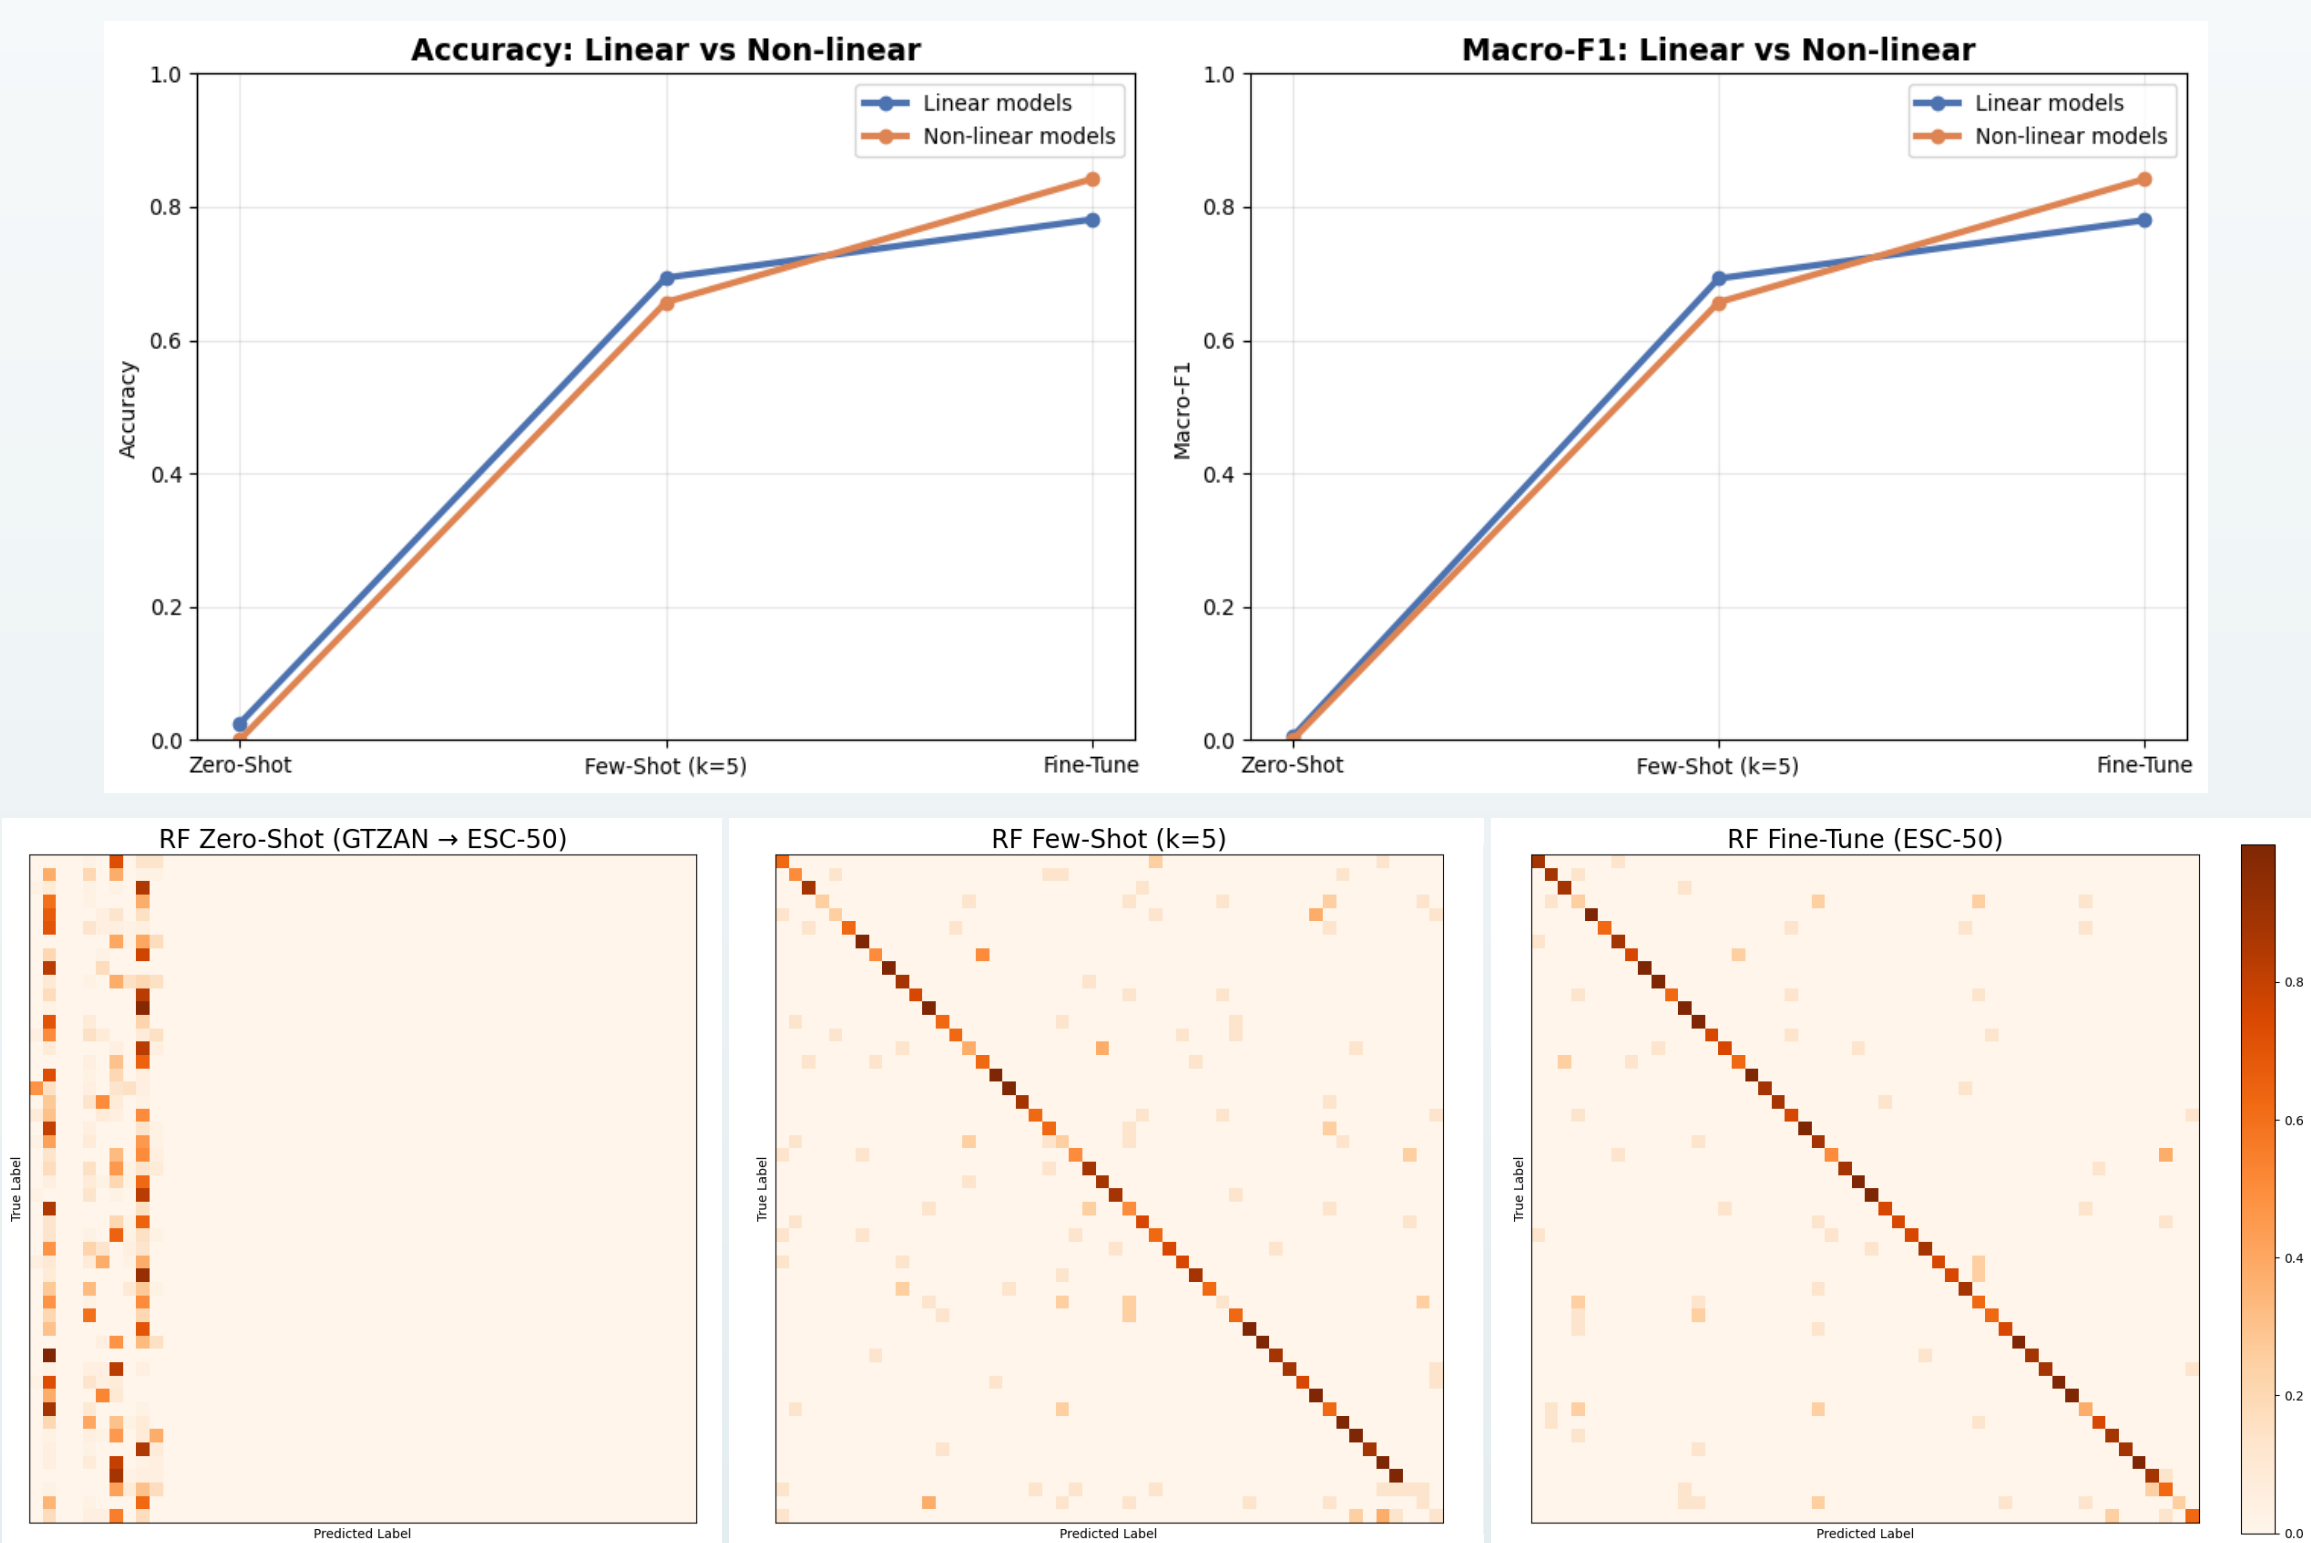 Accuracy: Linear vs Non-linear
1.0
0.8
0.6
0.4
0.2
0.0
Accuracy
Linear models
Non-linear models
Zero-Shot
Few-Shot (k=5)
Fine-Tune
Macro-F1: Linear vs Non-linear
1.0
0.8
0.6
0.4
0.2
0.0
Macro-F1
Linear models
Non-linear models
Zero-Shot
Few-Shot (k=5)
Fine-Tune
RF Zero-Shot (GTZAN → ESC-50)
True Label
Predicted Label
RF Few-Shot (k=5)
True Label
Predicted Label
RF Fine-Tune (ESC-50)
True Label
Predicted Label
0.8
0.6
0.4
0.2
0.0